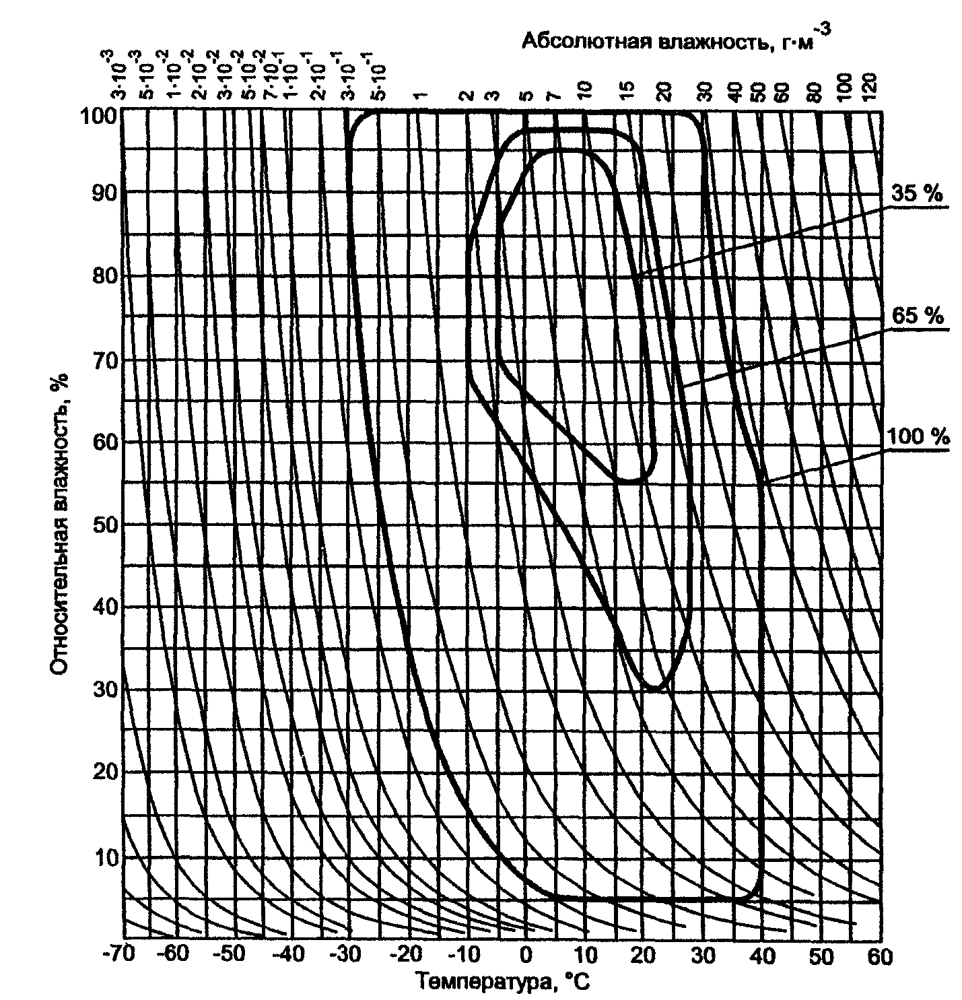 Абсолютная влажность, г·м⁻³
3·10⁻³ 5·10⁻³ 1·10⁻² 2·10⁻² 3·10⁻² 5·10⁻² 7·10⁻² 1·10⁻¹ 2·10⁻¹ 3·10⁻¹ 5·10⁻¹ 1 2 3 5 7 10 15 20 30 40 50 60 80 100 120
100
90
80
70
60
50
40
30
20
10
Относительная влажность, %
35 %
65 %
100 %
-70 -60 -50 -40 -30 -20 -10 0 10 20 30 40 50 60
Температура, °С